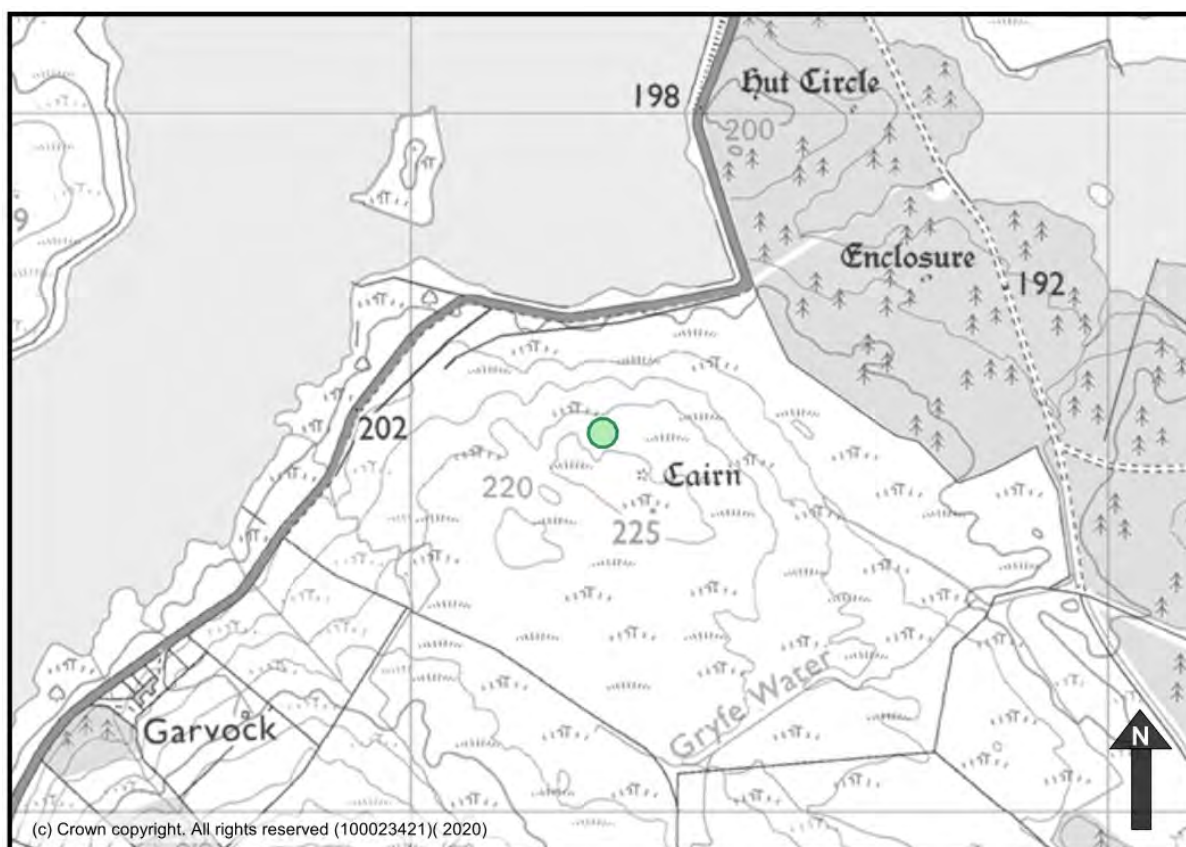 Hut Circle
198
200
9
Enclosure
192
202
Cairn
220
225
Gryfe Water
Garvock
N
(c) Crown copyright. All rights reserved (100023421)( 2020)